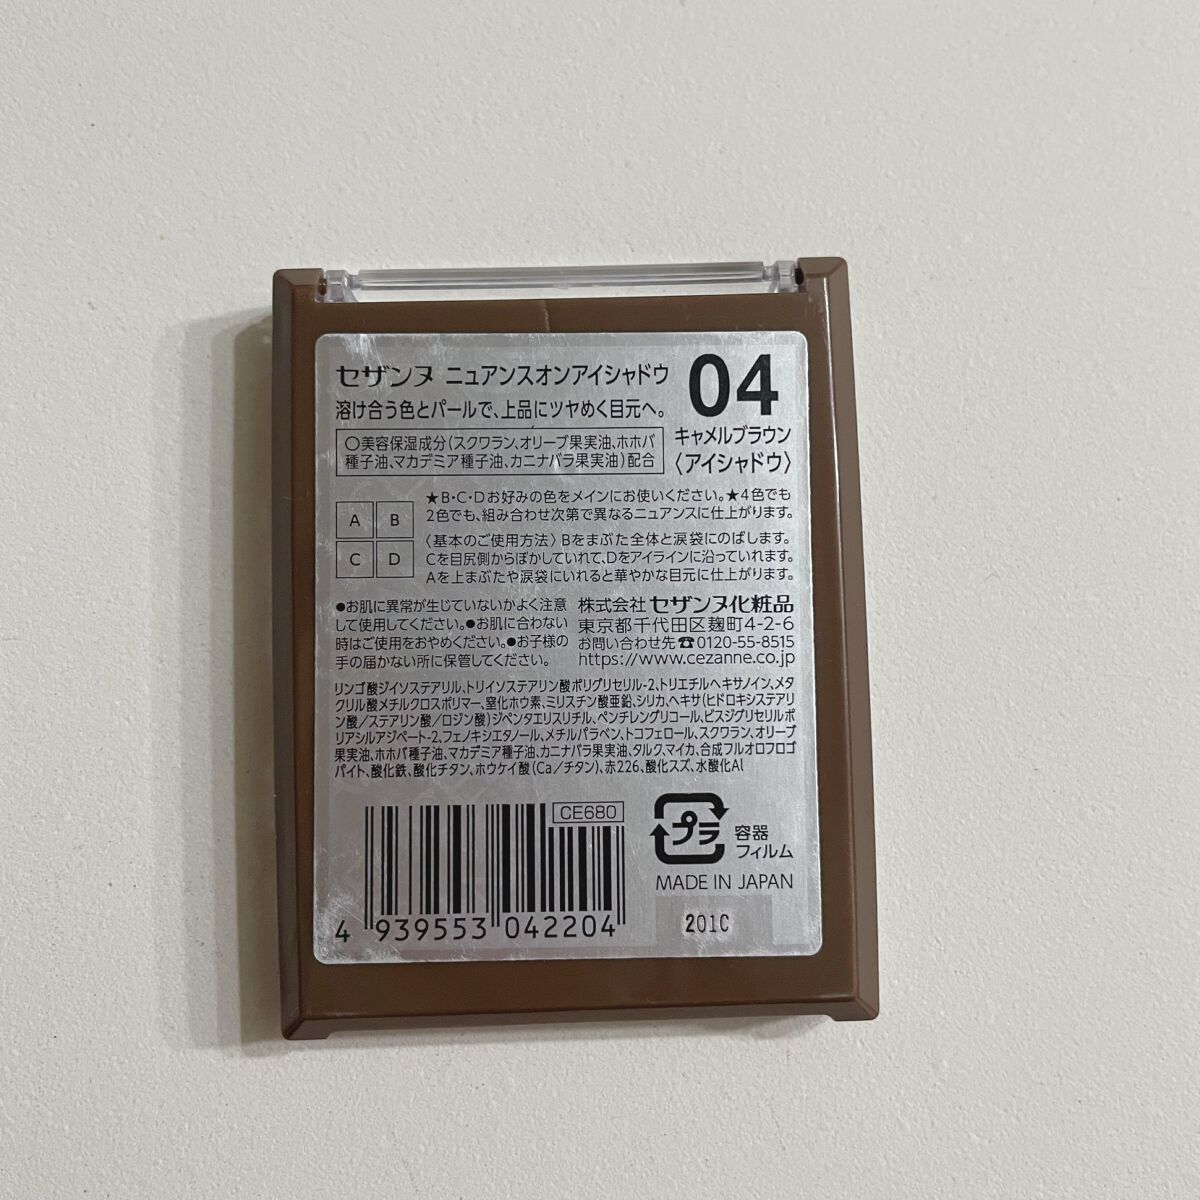 セザンヌ ニュアンスオンアイシャドウ
溶け合う色とパールで、上品にツヤめく目元へ。
04
キャメルブラウン
〈アイシャドウ〉
○美容保湿成分(スクワラン、オリーブ果実油、ホホバ
種子油、マカデミア種子油、カニナバラ果実油)配合
A B
C D
★B・C・Dお好みの色をメインにお使いください。★4色でも
2色でも、組み合わせ次第で異なるニュアンスに仕上がります。
〈基本のご使用方法〉Bをまぶた全体と涙袋にのばします。
Cを目尻側からぼかしていれて、Dをアイラインに沿っていれます。
Aを上まぶたや涙袋にいれると華やかな目元に仕上がります。
●お肌に異常が生じていないかよく注意
して使用してください。●お肌に合わない
時はご使用をおやめください。●お子様の
手の届かない所に保管してください。
株式会社 セザンヌ化粧品
東京都千代田区麹町4-2-6
お問い合わせ先☎0120-55-8515
https://www.cezanne.co.jp
リンゴ酸ジイソステアリル、トリイソステアリン酸ポリグリセリル-2、トリエチルヘキサノイン、メタ
クリル酸メチルクロスポリマー、窒化ホウ素、ミリスチン酸亜鉛、シリカ、ヘキサ(ヒドロキシステアリ
ン酸/ステアリン酸/ロジン酸)ジペンタエリスリチル、ペンチレングリコール、ビスジグリセリルポ
リアシルアジペート-2、フェノキシエタノール、メチルパラベン、トコフェロール、スクワラン、オリーブ
果実油、ホホバ種子油、マカデミア種子油、カニナバラ果実油、タルク、マイカ、合成フルオロフロゴ
パイト、酸化鉄、酸化チタン、ホウケイ酸(Ca/チタン)、赤226、酸化スズ、水酸化Al
CE680
4 939553 042204
プラ
容器
フィルム
MADE IN JAPAN
201C